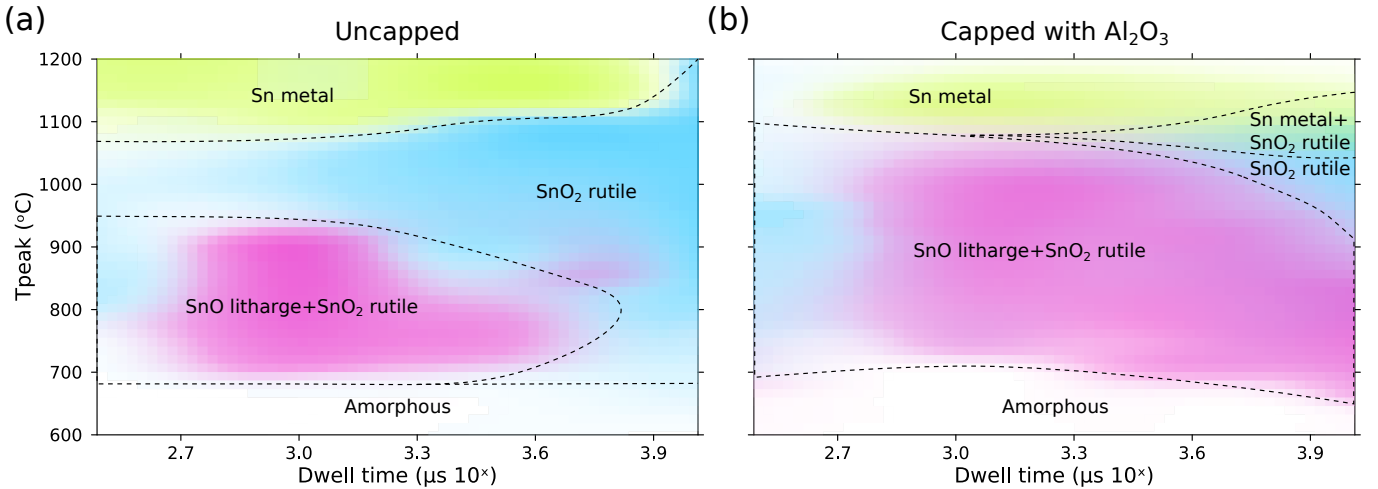 (a)
Uncapped
1200
1100
1000
900
800
700
600
Tpeak (°C)
Sn metal
SnO₂ rutile
SnO litharge+SnO₂ rutile
Amorphous
2.7 3.0 3.3 3.6 3.9
Dwell time (μs 10ˣ)
(b)
Capped with Al₂O₃
Sn metal
Sn metal+
SnO₂ rutile
SnO₂ rutile
SnO litharge+SnO₂ rutile
Amorphous
2.7 3.0 3.3 3.6 3.9
Dwell time (μs 10ˣ)